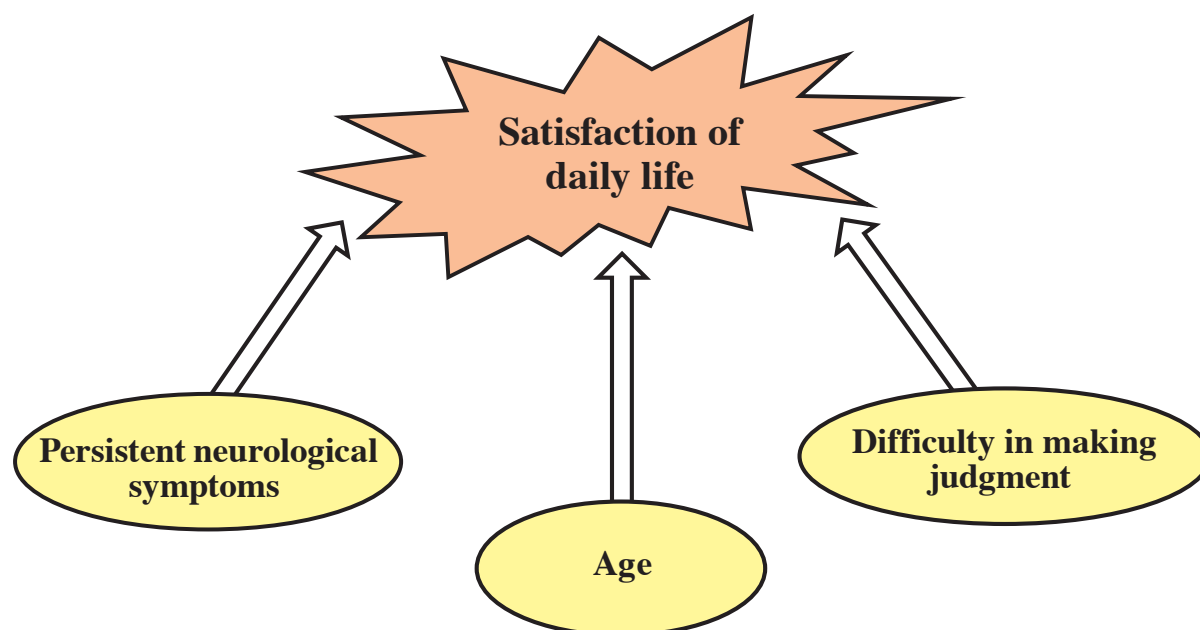 Satisfaction of
daily life
Persistent neurological
symptoms
Difficulty in making
judgment
Age